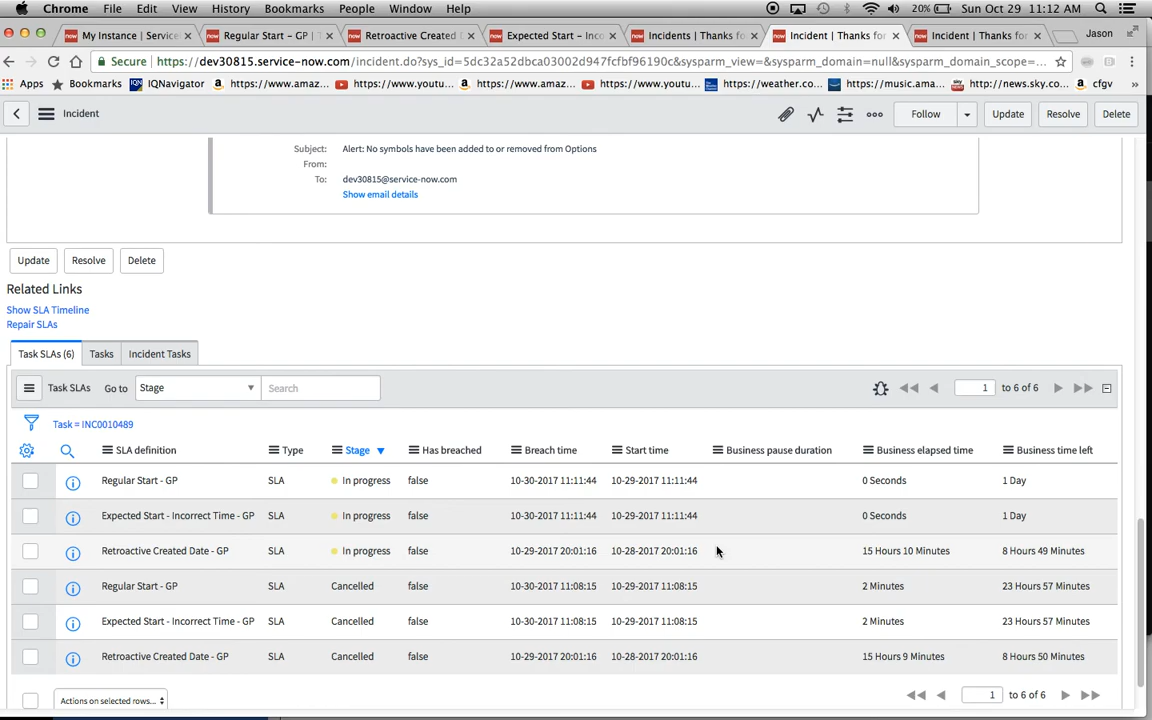 Chrome File Edit View History Bookmarks People Window Help 20% Sun Oct 29 11:12 AM
My Instance | Service Regular Start – GP | T Retroactive Created D Expected Start – Inco Incidents | Thanks fo Incident | Thanks for Incident | Thanks for Jason
Secure https://dev30815.service-now.com/incident.do?sys_id=5dc32a52dbca03002d947fcfbf96190c&sysparm_view=&sysparm_domain=null&sysparm_domain_scope=...
Apps Bookmarks IQNavigator https://www.amaz... https://www.youtu... https://www.amaz... https://www.youtu... https://weather.co... https://music.ama... http://news.sky.co... cfgv »
Incident Follow Update Resolve Delete
Subject: Alert: No symbols have been added to or removed from Options
From:
To: dev30815@service-now.com
Show email details
Update Resolve Delete
Related Links
Show SLA Timeline
Repair SLAs
Task SLAs (6) Tasks Incident Tasks
Task SLAs Go to Stage Search 1 to 6 of 6
Task = INC0010489
SLA definition Type Stage Has breached Breach time Start time Business pause duration Business elapsed time Business time left
Regular Start - GP SLA In progress false 10-30-2017 11:11:44 10-29-2017 11:11:44 0 Seconds 1 Day
Expected Start - Incorrect Time - GP SLA In progress false 10-30-2017 11:11:44 10-29-2017 11:11:44 0 Seconds 1 Day
Retroactive Created Date - GP SLA In progress false 10-29-2017 20:01:16 10-28-2017 20:01:16 15 Hours 10 Minutes 8 Hours 49 Minutes
Regular Start - GP SLA Cancelled false 10-30-2017 11:08:15 10-29-2017 11:08:15 2 Minutes 23 Hours 57 Minutes
Expected Start - Incorrect Time - GP SLA Cancelled false 10-30-2017 11:08:15 10-29-2017 11:08:15 2 Minutes 23 Hours 57 Minutes
Retroactive Created Date - GP SLA Cancelled false 10-29-2017 20:01:16 10-28-2017 20:01:16 15 Hours 9 Minutes 8 Hours 50 Minutes
Actions on selected rows... 1 to 6 of 6